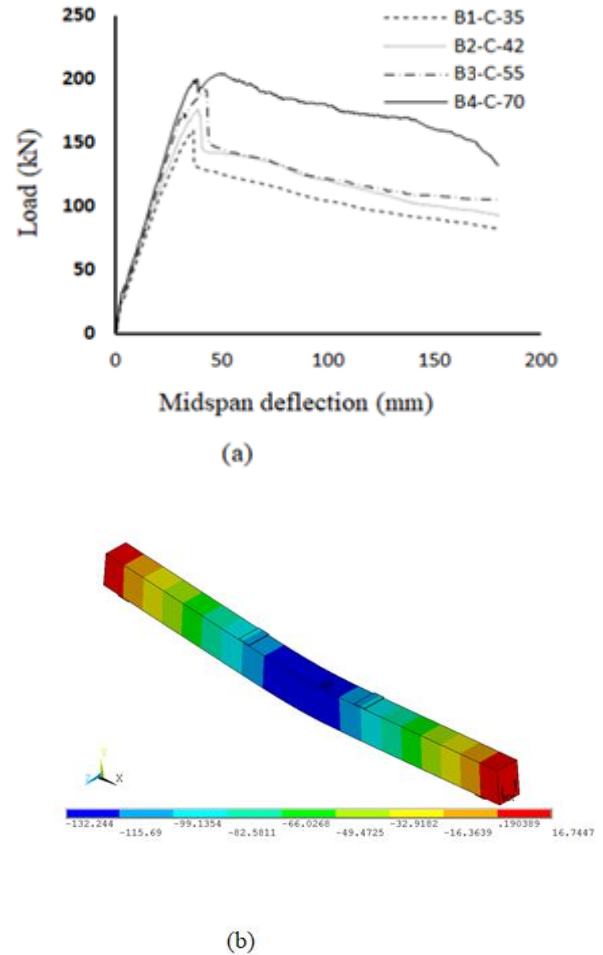 250
200
150
100
50
0
Load (kN)
B1-C-35
B2-C-42
B3-C-55
B4-C-70
0 50 100 150 200
Midspan deflection (mm)
(a)
Y
Z X
-132.244 -99.1354 -66.0268 -32.9182 .190389
-115.69 -82.5811 -49.4725 -16.3639 16.7447
(b)